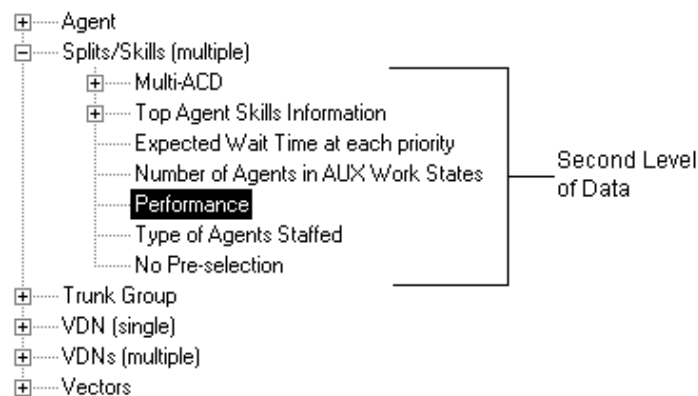 Agent
Splits/Skills (multiple)
Multi-ACD
Top Agent Skills Information
Expected Wait Time at each priority
Number of Agents in AUX Work States
Performance
Type of Agents Staffed
No Pre-selection
Second Level
of Data
Trunk Group
VDN (single)
VDNs (multiple)
Vectors